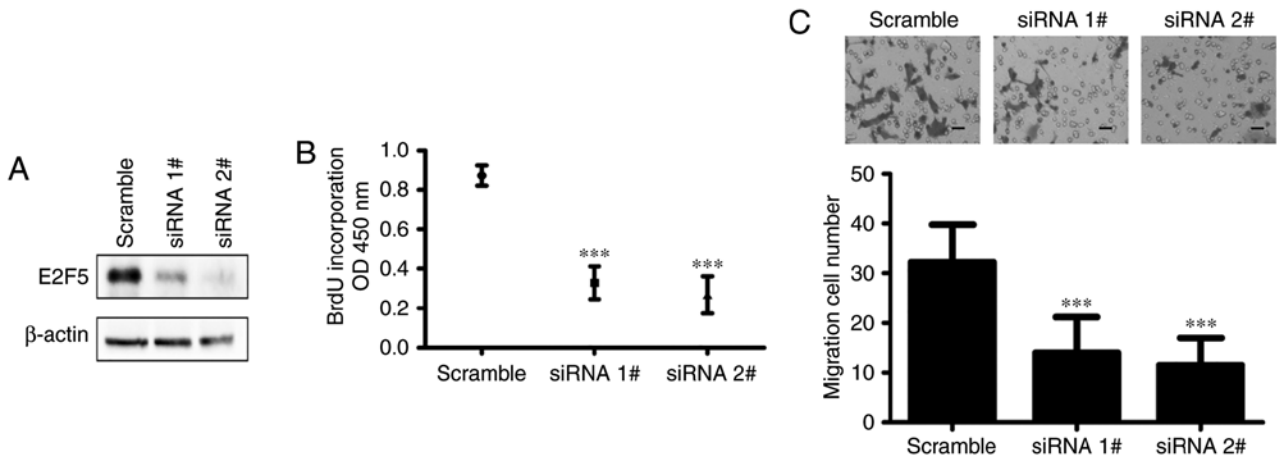 A
Scramble
siRNA 1#
siRNA 2#
E2F5
β-actin
B
BrdU incorporation
OD 450 nm
1.0
0.8
0.6
0.4
0.2
0.0
***
***
Scramble
siRNA 1#
siRNA 2#
C
Scramble
siRNA 1#
siRNA 2#
Migration cell number
50
40
30
20
10
0
***
***
Scramble
siRNA 1#
siRNA 2#